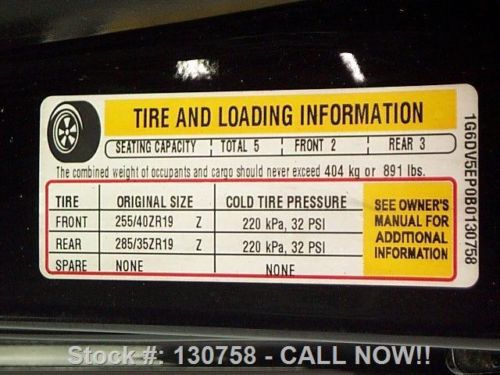 TIRE AND LOADING INFORMATION
SEATING CAPACITY TOTAL 5 FRONT 2 REAR 3
The combined weight of occupants and cargo should never exceed 404 kg or 891 lbs.
TIRE ORIGINAL SIZE COLD TIRE PRESSURE
FRONT 255/40ZR19 Z 220 kPa, 32 PSI
REAR 285/35ZR19 Z 220 kPa, 32 PSI
SPARE NONE NONE
SEE OWNER'S
MANUAL FOR
ADDITIONAL
INFORMATION
1G6DV5EP0B0130758
Stock #: 130758 - CALL NOW!!